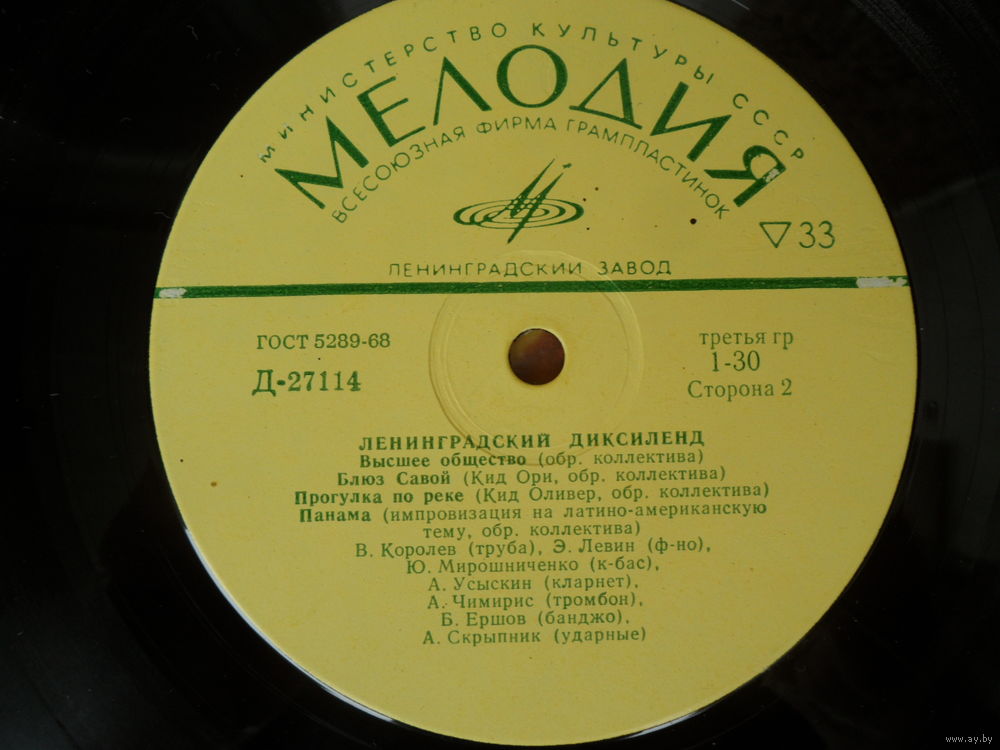 МИНИСТЕРСТВО КУЛЬТУРЫ СССР
МЕЛОДИЯ
ВСЕСОЮЗНАЯ ФИРМА ГРАМПЛАСТИНОК
33
ЛЕНИНГРАДСКИЙ ЗАВОД
ГОСТ 5289-68
третья гр
Д-27114
1-30
Сторона 2
ЛЕНИНГРАДСКИЙ ДИКСИЛЕНД
Высшее общество (обр. коллектива)
Блюз Савой (Кид Ори, обр. коллектива)
Прогулка по реке (Кид Оливер, обр. коллектива)
Панама (импровизация на латино-американскую
тему, обр. коллектива)
В. Королев (труба), Э. Левин (ф-но),
Ю. Мирошниченко (к-бас),
А. Усыскин (кларнет),
А. Чимирис (тромбон),
Б. Ершов (банджо),
А. Скрыпник (ударные)
www.ay.by